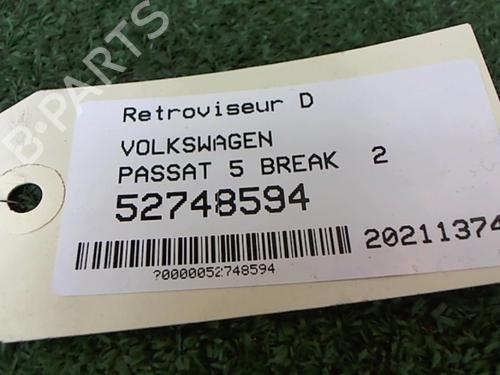 B-PARTS
Retroviseur D
VOLKSWAGEN
PASSAT 5 BREAK 2
52748594
20211374
?0000052748594